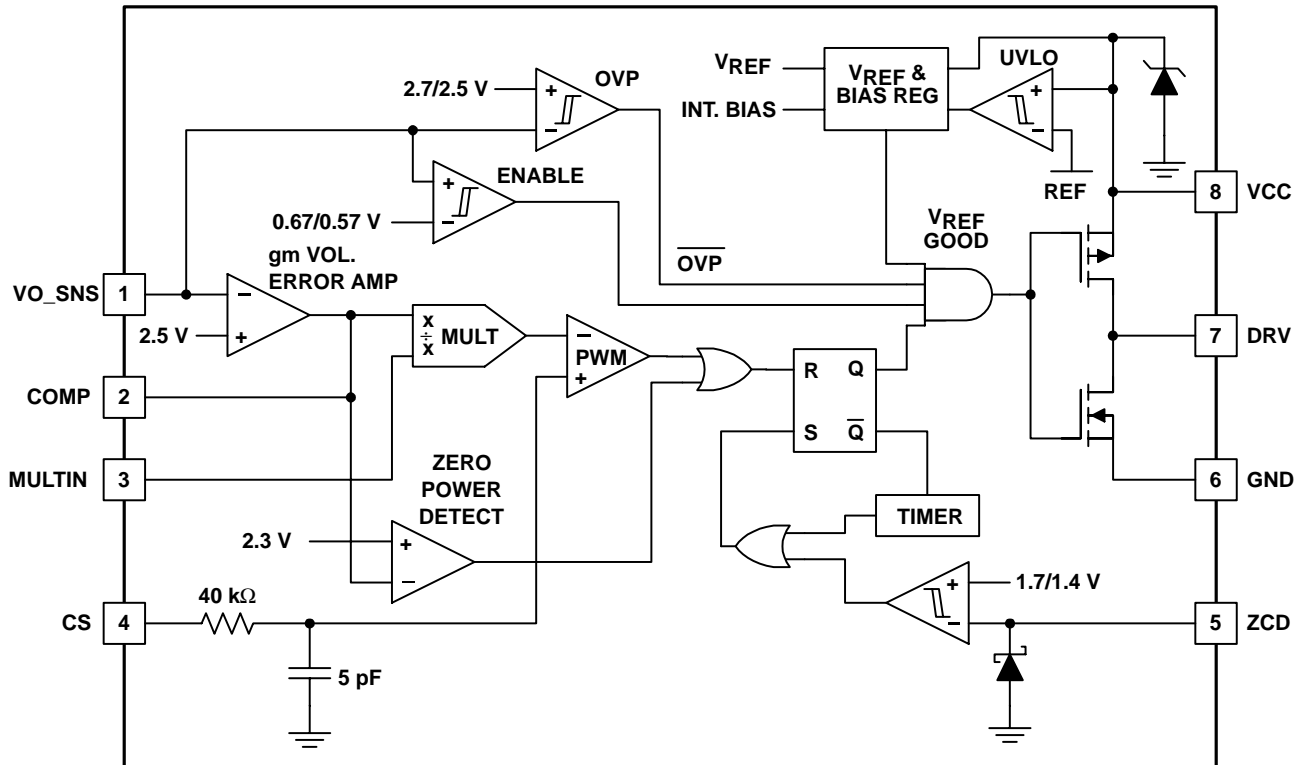 VREF
INT. BIAS
VREF &
BIAS REG
UVLO
+
−
REF
2.7/2.5 V
+
−
OVP
+
−
ENABLE
0.67/0.57 V
gm VOL.
ERROR AMP
VO_SNS
1
−
+
2.5 V
COMP
2
MULTIN
3
CS
4
40 kΩ
5 pF
X
÷
X
MULT
−
PWM
+
ZERO
POWER
DETECT
2.3 V
+
−
OVP
VREF
GOOD
R
Q
S
Q
TIMER
+
−
1.7/1.4 V
8
VCC
7
DRV
6
GND
5
ZCD